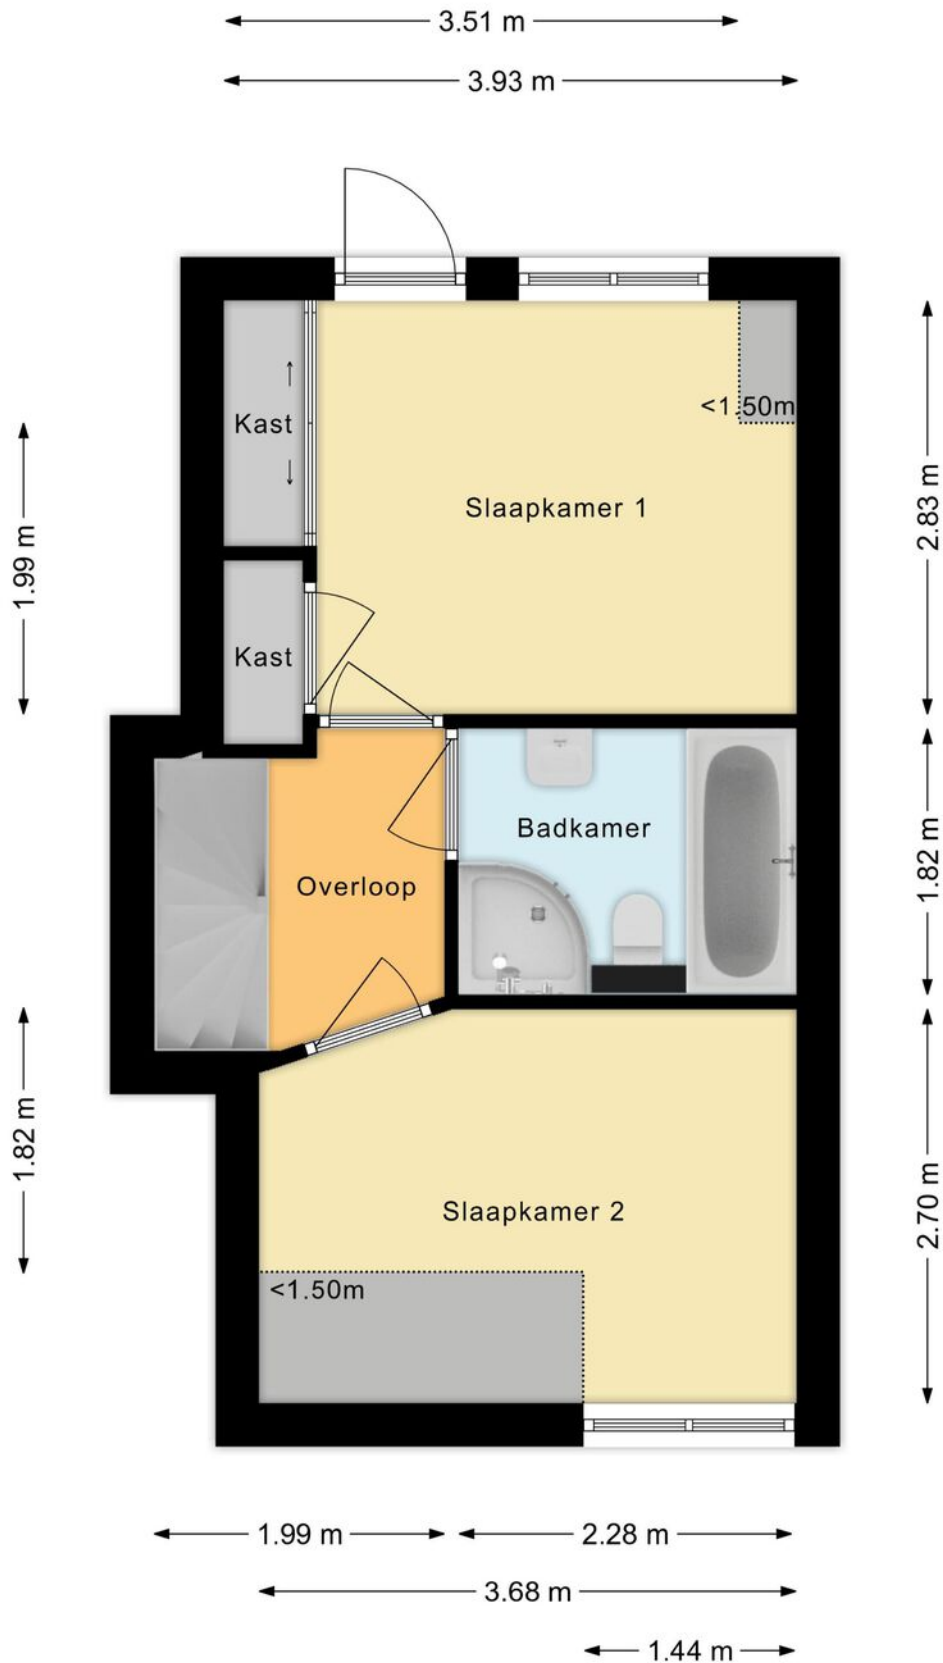 3.51 m
3.93 m
Kast
<1.50m
Slaapkamer 1
2.83 m
1.99 m
Kast
Badkamer
1.82 m
Overloop
1.82 m
Slaapkamer 2
2.70 m
<1.50m
1.99 m
2.28 m
3.68 m
1.44 m